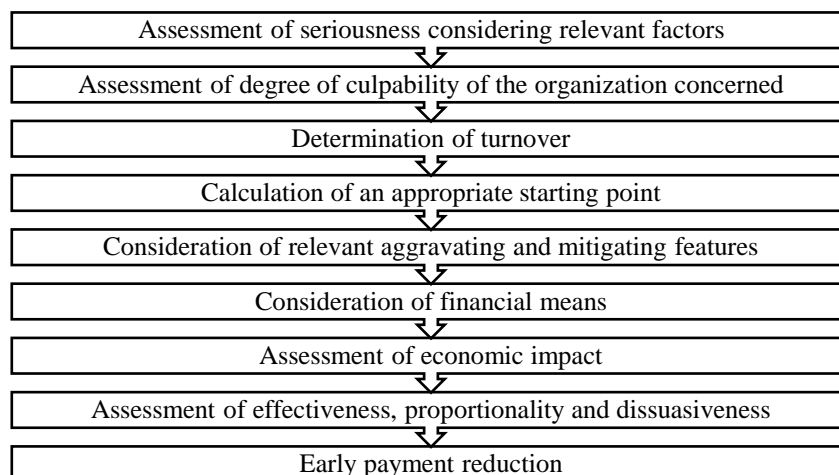 Assessment of seriousness considering relevant factors
Assessment of degree of culpability of the organization concerned
Determination of turnover
Calculation of an appropriate starting point
Consideration of relevant aggravating and mitigating features
Consideration of financial means
Assessment of economic impact
Assessment of effectiveness, proportionality and dissuasiveness
Early payment reduction